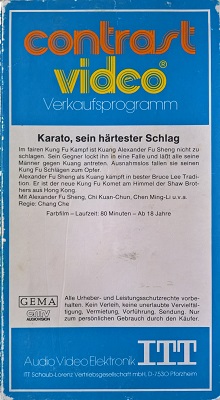 contrast
video®
Verkaufsprogramm
Karato, sein härtester Schlag
Im fairen Kung Fu Kampf ist Kuang Alexander Fu Sheng nicht zu
schlagen. Sein Gegner lockt ihn in eine Falle und läßt alle seine
Männer gegen Kuang antreten. Ausnahmslos fallen sie seinen
Kung Fu Schlägen zum Opfer.
Alexander Fu Sheng als Kuang kämpft in bester Bruce Lee Tradi-
tion. Er ist der neue Kung Fu Komet am Himmel der Shaw Brot-
hers aus Hong Kong.
Mit Alexander Fu Sheng, Chi Kuan-Chun, Chen Ming-Li u.v.a.
Regie: Chang Che
Farbfilm – Laufzeit: 80 Minuten – Ab 18 Jahre
GEMA
AUDIOVISION
Alle Urheber- und Leistungsschutzrechte vorbe-
halten. Kein Verleih, keine unerlaubte Vervielfäl-
tigung, Vermietung, Vorführung, Sendung. Nur
zum persönlichen Gebrauch durch den Käufer.
Audio Video Elektronik ITT
ITT Schaub-Lorenz Vertriebsgesellschaft mbH, D-7530 Pforzheim